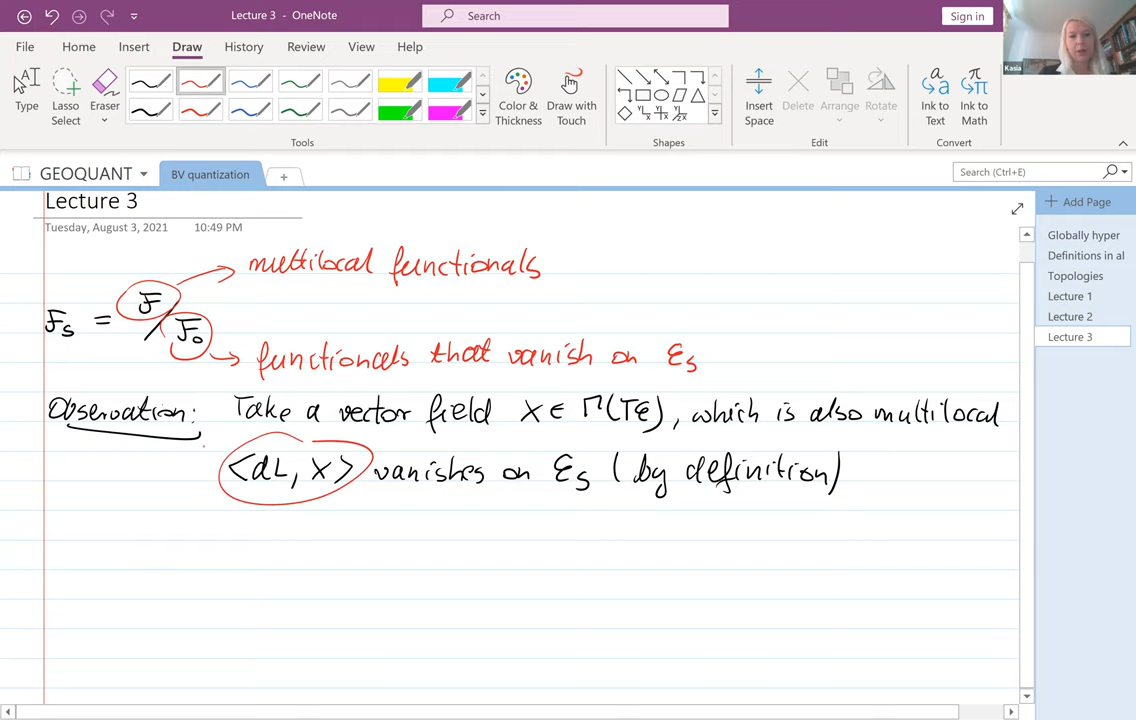 Lecture 3 - OneNote
Search
Sign in
File Home Insert Draw History Review View Help
Kasia
Type
Lasso Select
Eraser
Color & Thickness
Draw with Touch
Insert Space
Delete
Arrange
Rotate
Ink to Text
Ink to Math
Tools
Shapes
Edit
Convert
GEOQUANT
BV quantization
Search (Ctrl+E)
Lecture 3
Tuesday, August 3, 2021 10:49 PM
multilocal functionals
F_S = F / F_0
functionals that vanish on ε_S
Observation: Take a vector field X ∈ Γ(Tε), which is also multilocal
<dL, X> vanishes on ε_S (by definition)
Add Page
Globally hyper
Definitions in al
Topologies
Lecture 1
Lecture 2
Lecture 3